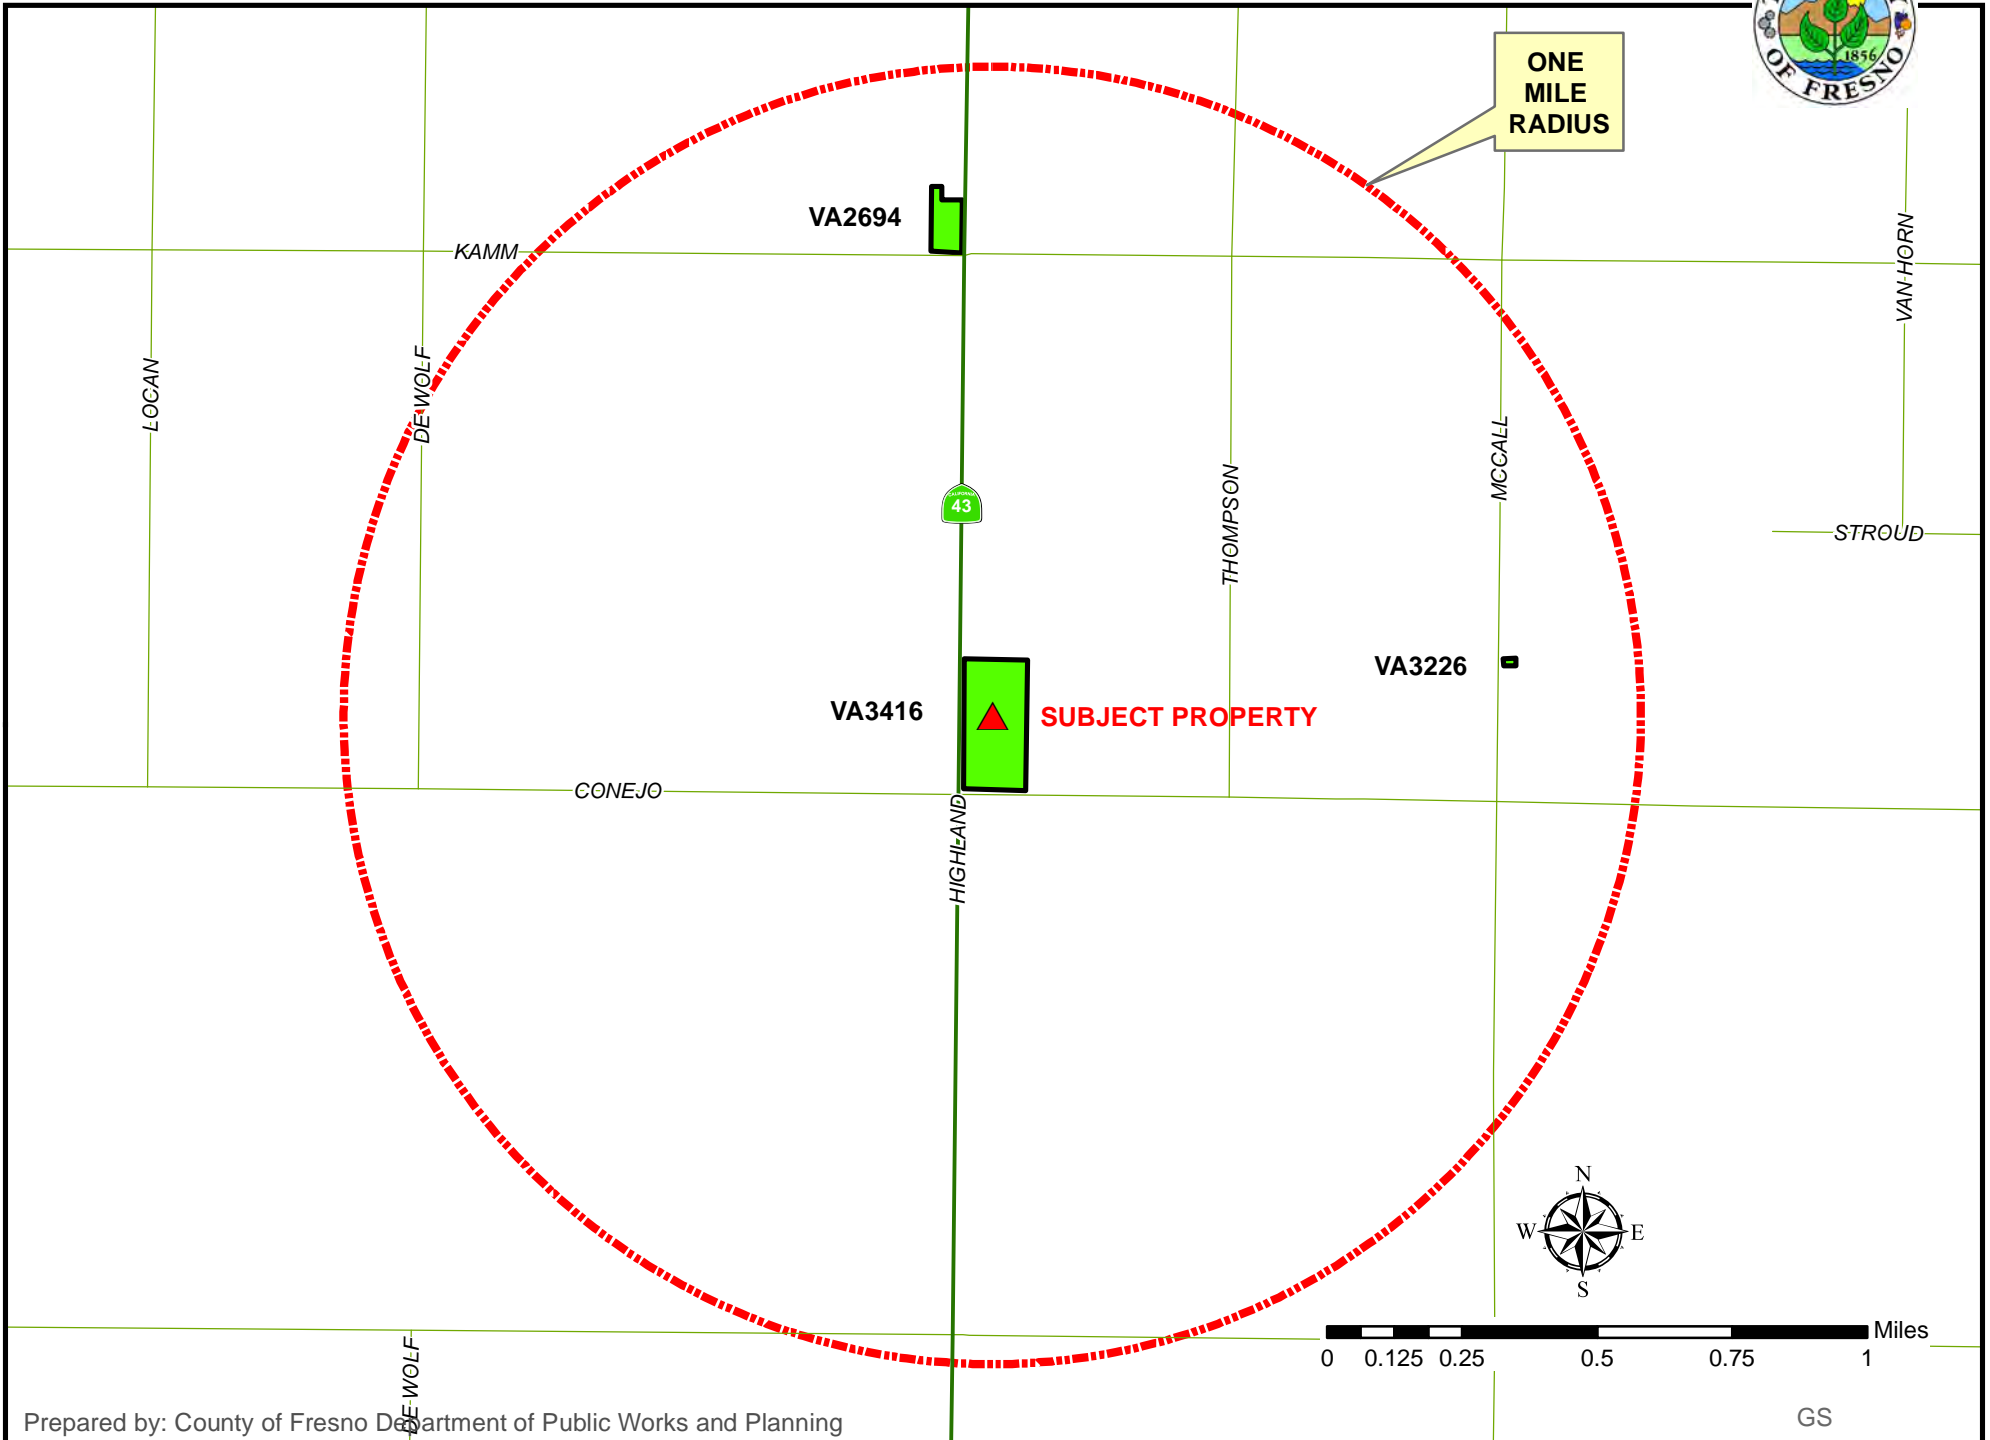 1856
OF FRESNO
ONE
MILE
RADIUS
VA2694
KAMM
VAN HORN
LOCAN
DE WOLF
MCCALL
THOMPSON
CALIFORNIA
43
STROUD
VA3226
VA3416
SUBJECT PROPERTY
CONEJO
HIGHLAND
N
W
E
S
Miles
0
0.125
0.25
0.5
0.75
1
DE WOLF
Prepared by: County of Fresno Department of Public Works and Planning
GS